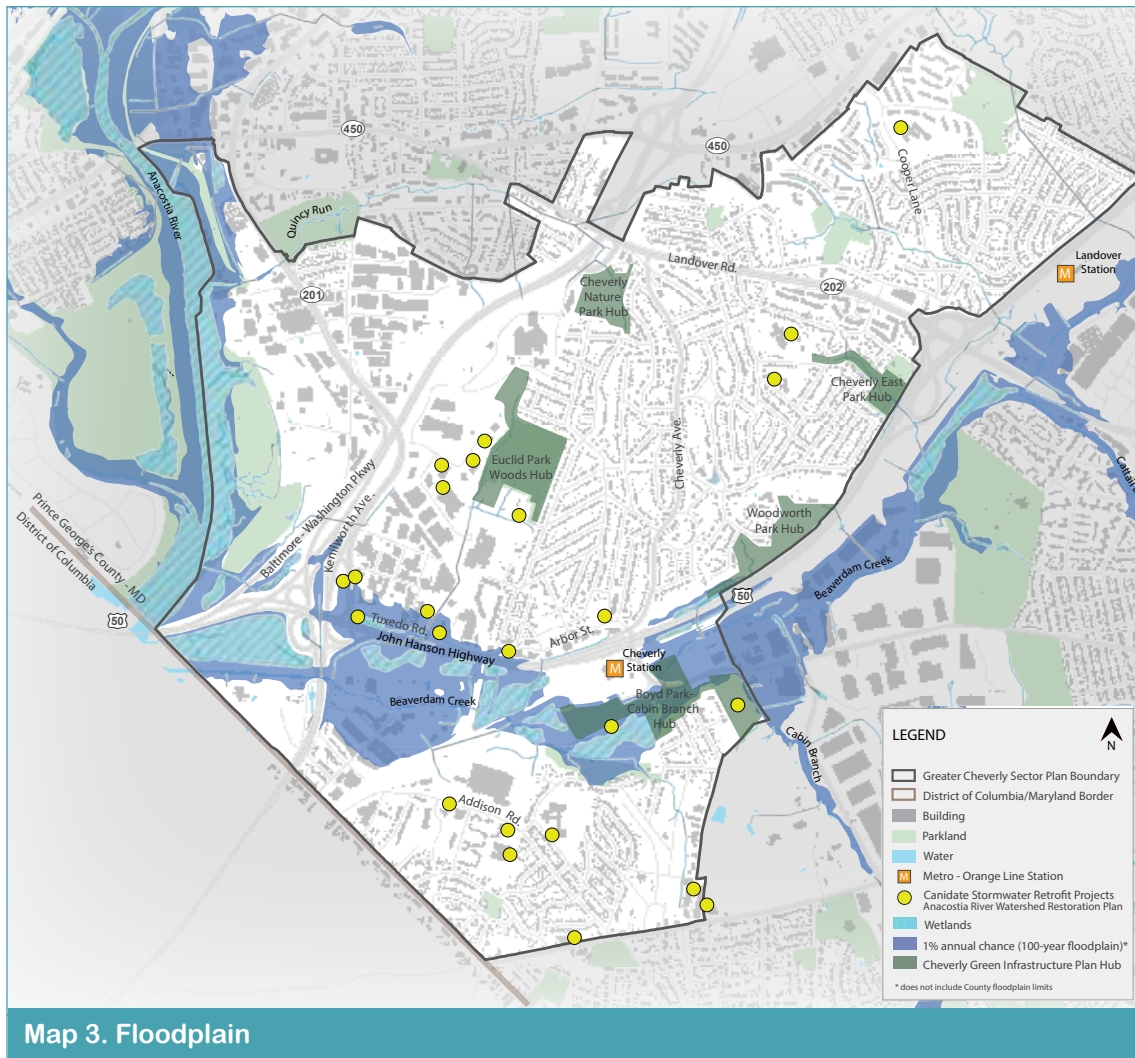 450
450
Anacostia River
Quincy Run
Cooper Lane
Landover Rd.
201
202
Landover
Station
M
Cheverly
Nature
Park Hub
Cheverly East
Park Hub
Cheverly Ave.
Euclid Park
Woods Hub
Woodworth
Park Hub
Baltimore - Washington Pkwy
Kenilworth Ave.
Prince George's County - MD
District of Columbia
50
50
Beaverdam Creek
Tuxedo Rd.
John Hanson Highway
Arbor St.
Cheverly
Station
M
Beaverdam Creek
Boyd Park-
Cabin Branch
Hub
Cabin Branch
Addison Rd.
LEGEND
N
Greater Cheverly Sector Plan Boundary
District of Columbia/Maryland Border
Building
Parkland
Water
M Metro - Orange Line Station
Canidate Stormwater Retrofit Projects
Anacostia River Watershed Restoration Plan
Wetlands
1% annual chance (100-year floodplain)*
Cheverly Green Infrastructure Plan Hub
* does not include County floodplain limits
Map 3. Floodplain